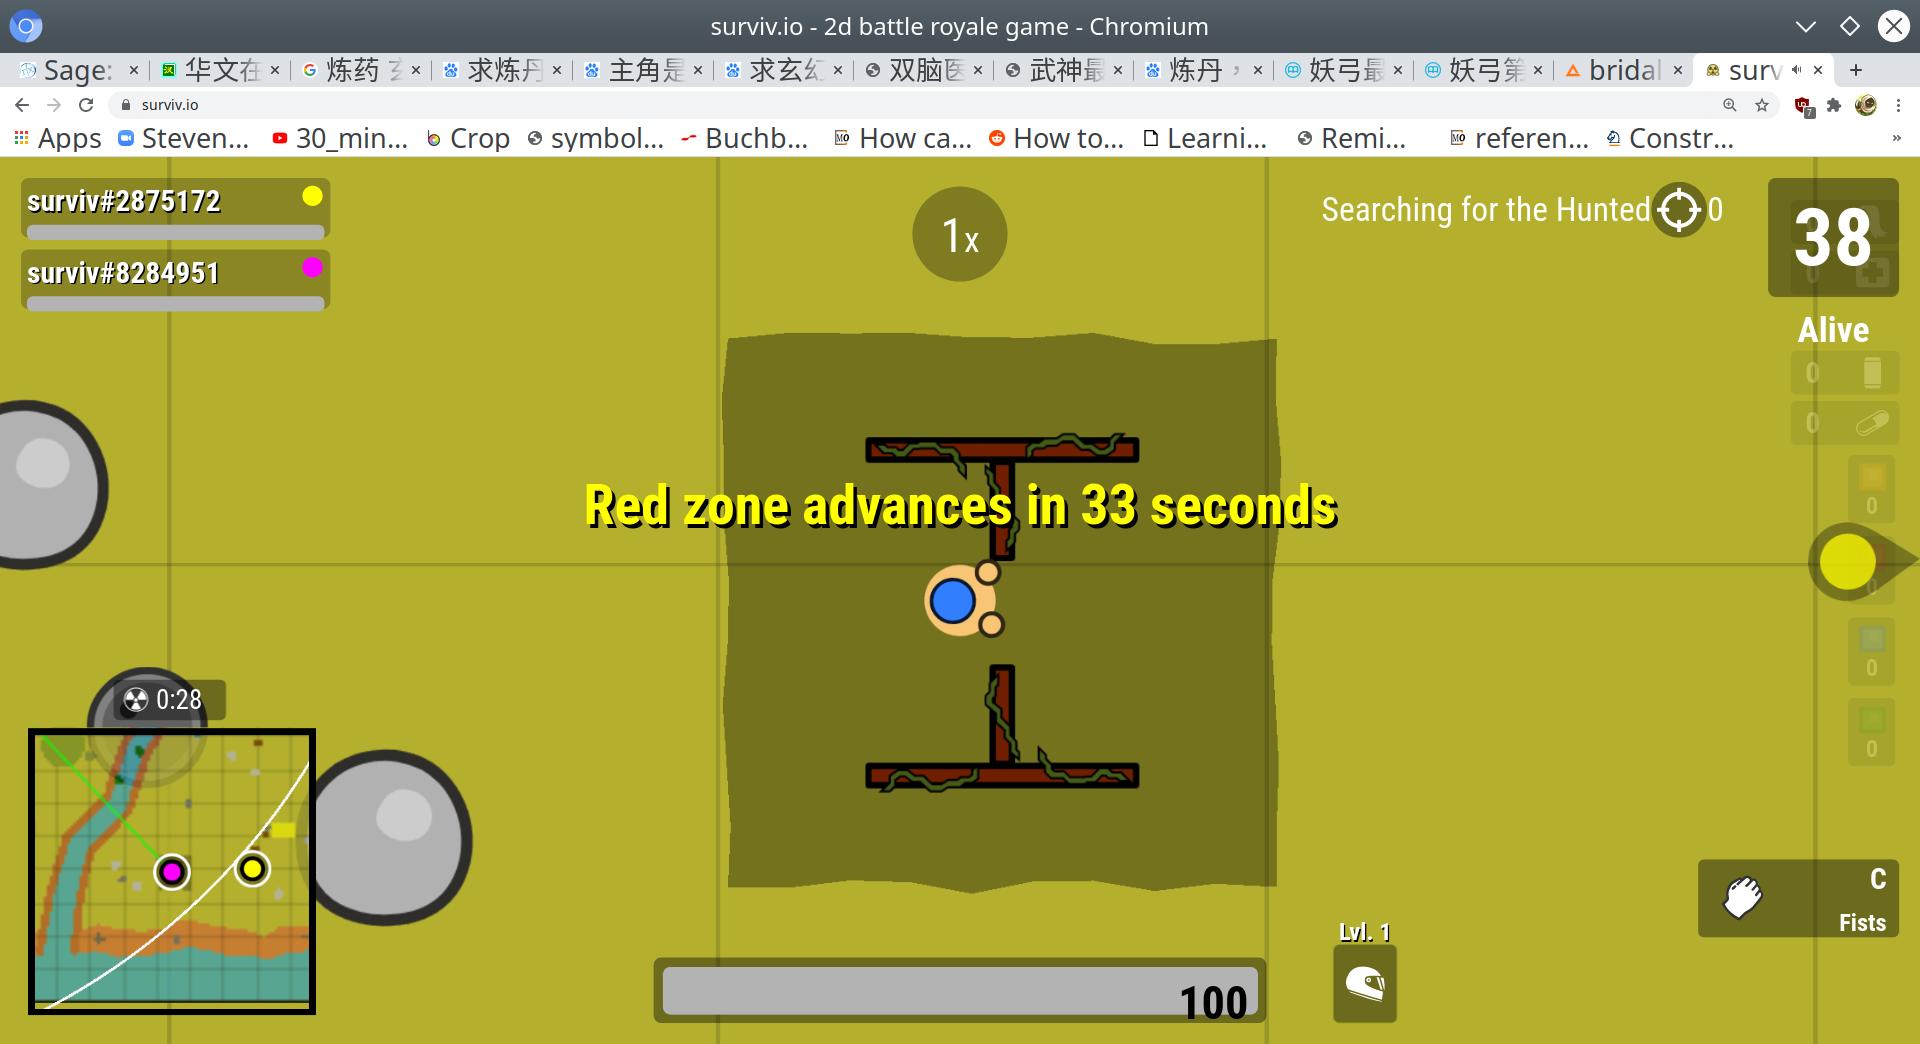 surviv.io - 2d battle royale game - Chromium
Sage: 华文在 炼药 求炼丹 主角是 求玄幻 双脑医 武神最 炼丹， 妖弓最 妖弓第 bridal surv
surviv.io
7
Apps Steven... 30_min... Crop symbol... Buchb... How ca... How to... Learni... Remi... referen... Constr... »
surviv#2875172
surviv#8284951
1x
Searching for the Hunted 0
38
Alive
0
0
0
Red zone advances in 33 seconds
0
0
0
0:28
C
Fists
Lvl. 1
100